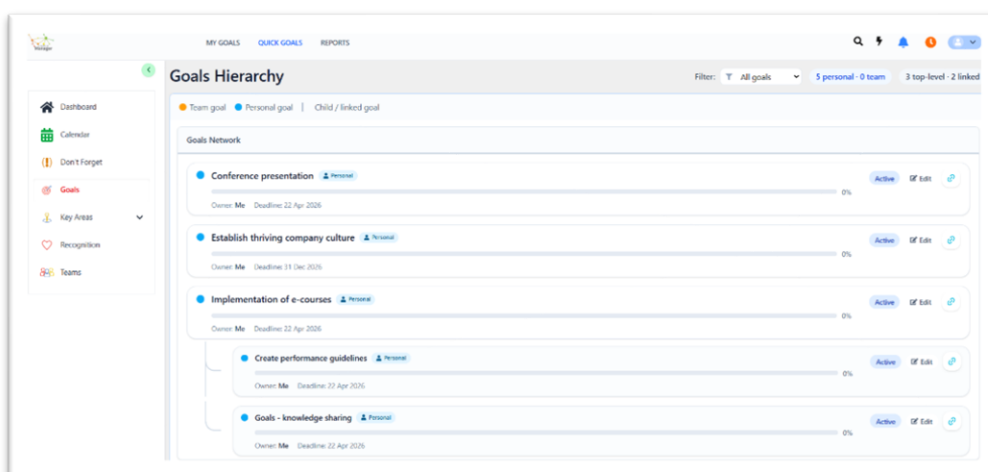 MY GOALS QUICK GOALS REPORTS
Goals Hierarchy
Filter: All goals 5 personal · 0 team 3 top-level · 2 linked
Dashboard
Calendar
Don't Forget
Goals
Key Areas
Recognition
Teams
Team goal Personal goal | Child / linked goal
Goals Network
Conference presentation Personal Active Edit
0%
Owner: Me Deadline: 22 Apr 2026
Establish thriving company culture Personal Active Edit
0%
Owner: Me Deadline: 31 Dec 2026
Implementation of e-courses Personal Active Edit
0%
Owner: Me Deadline: 22 Apr 2026
Create performance guidelines Personal Active Edit
0%
Owner: Me Deadline: 22 Apr 2026
Goals - knowledge sharing Personal Active Edit
0%
Owner: Me Deadline: 22 Apr 2026